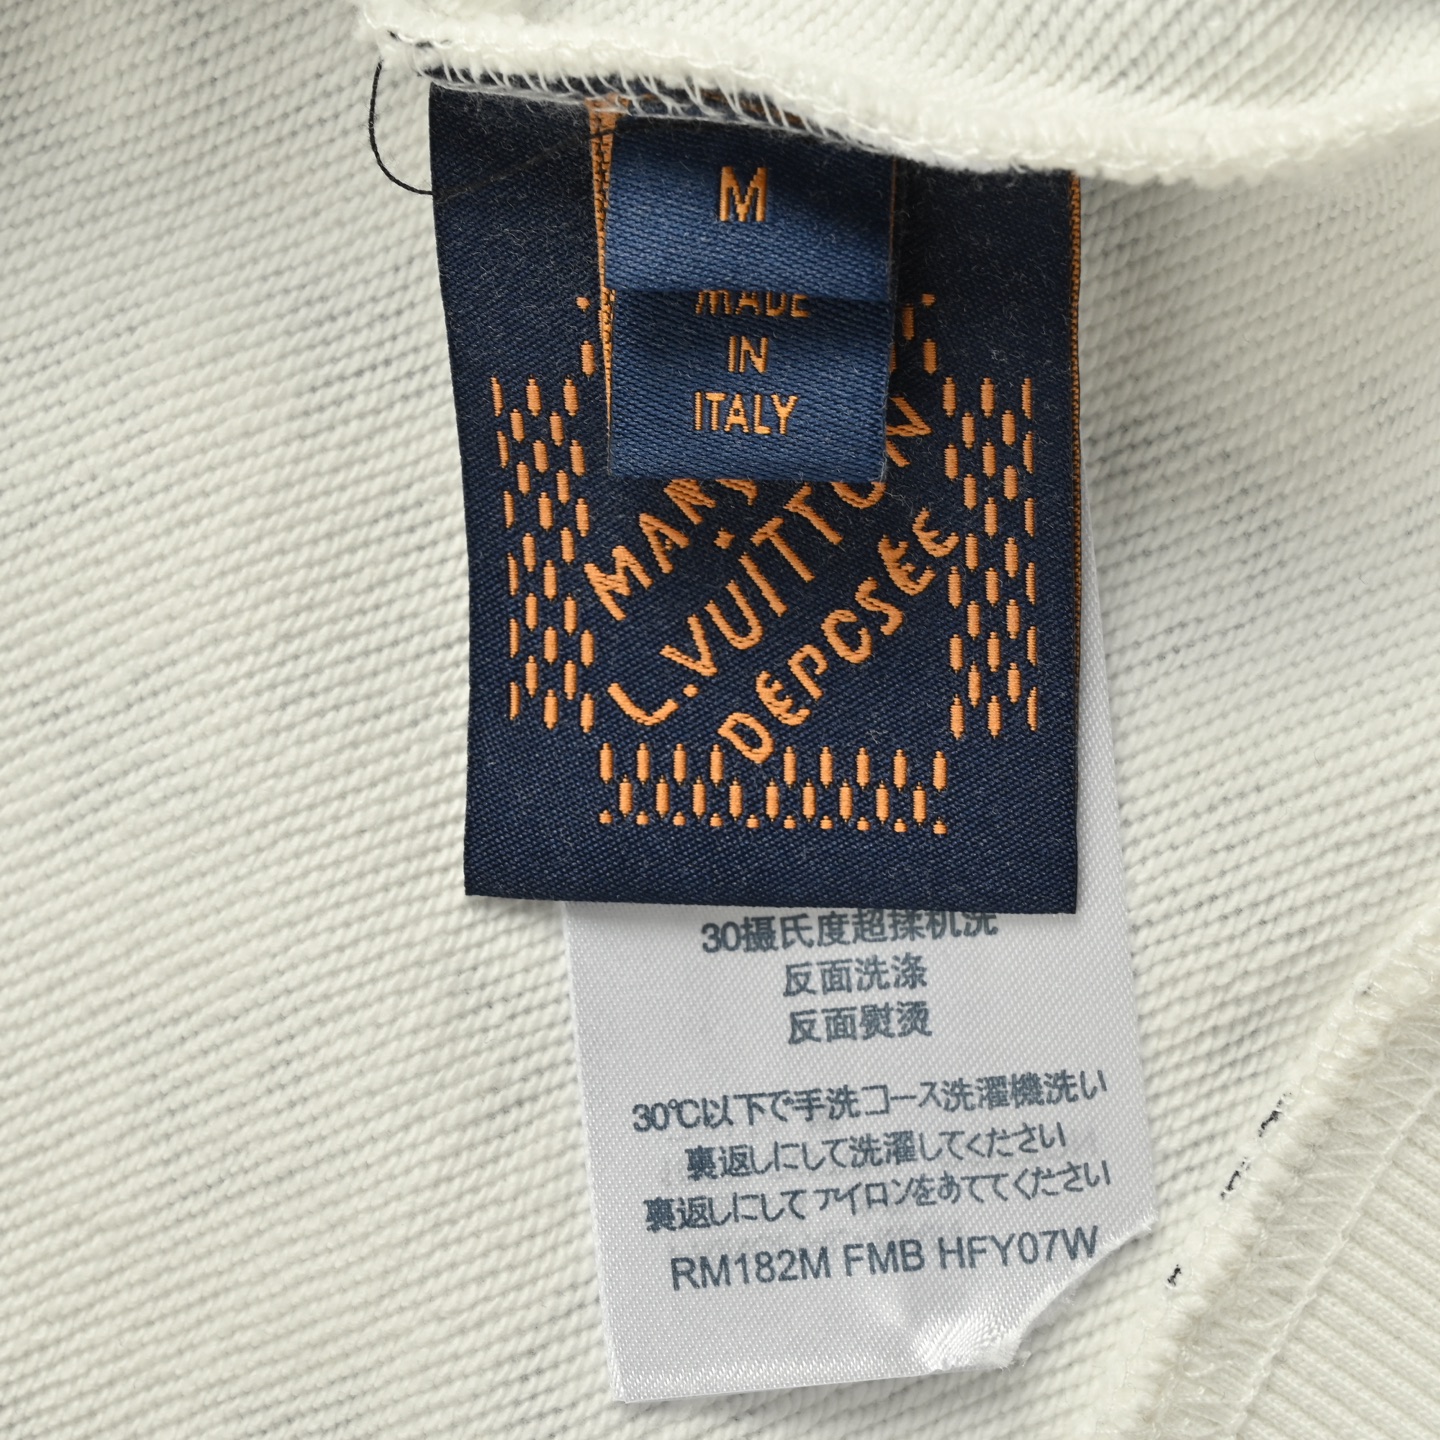 M
MADE
IN
ITALY
L.VUITTON
DEPCSÉE
30摄氏度超揉机洗
反面洗涤
反面熨烫
30℃以下で手洗コース洗濯機洗い
裏返しにして洗濯してください
裏返しにしてアイロンをあててください
RM182M FMB HFY07W